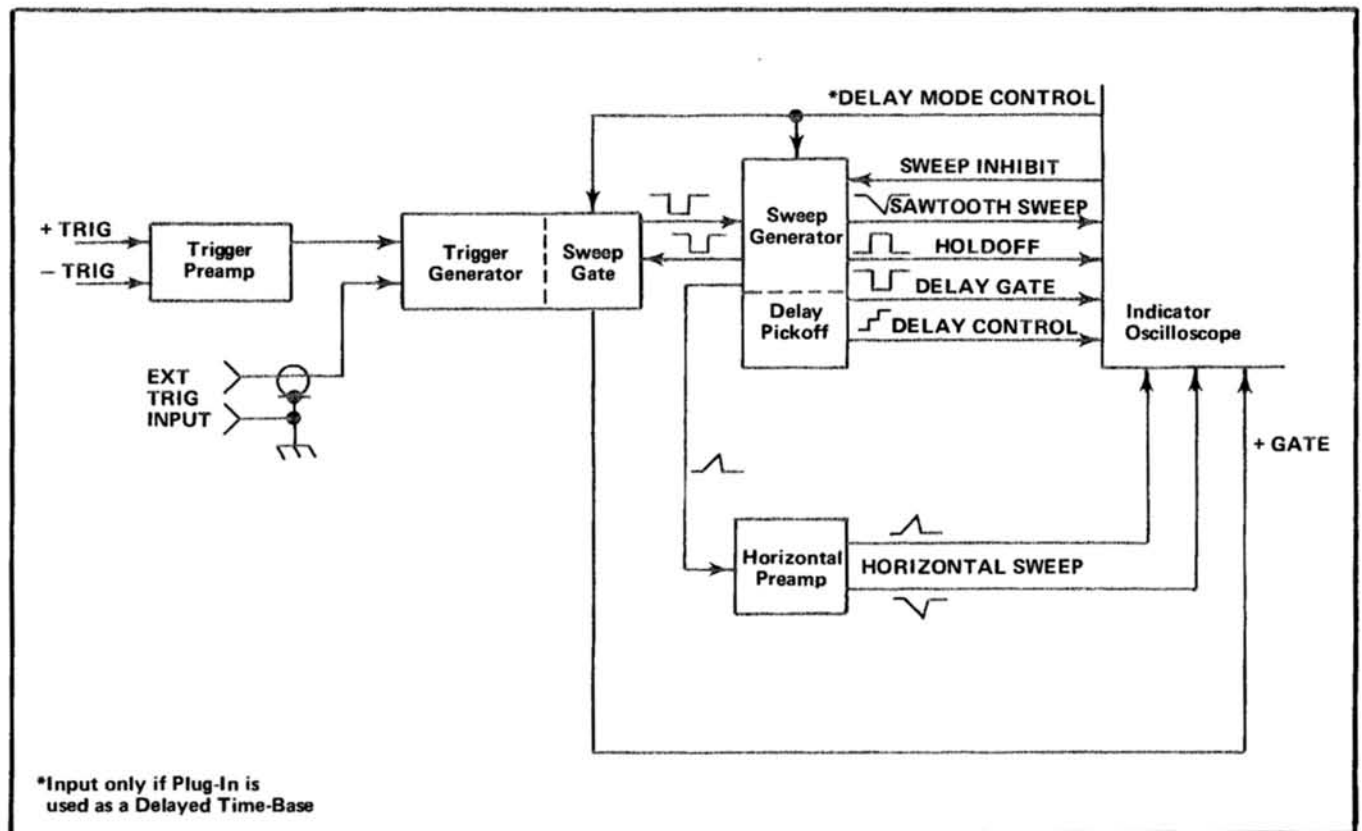 *DELAY MODE CONTROL
SWEEP INHIBIT
SAWTOOTH SWEEP
HOLDOFF
DELAY GATE
DELAY CONTROL
Sweep
Generator
Delay
Pickoff
Indicator
Oscilloscope
+ TRIG
− TRIG
Trigger
Preamp
Trigger
Generator
Sweep
Gate
EXT
TRIG
INPUT
+ GATE
Horizontal
Preamp
HORIZONTAL SWEEP
*Input only if Plug-In is
used as a Delayed Time-Base